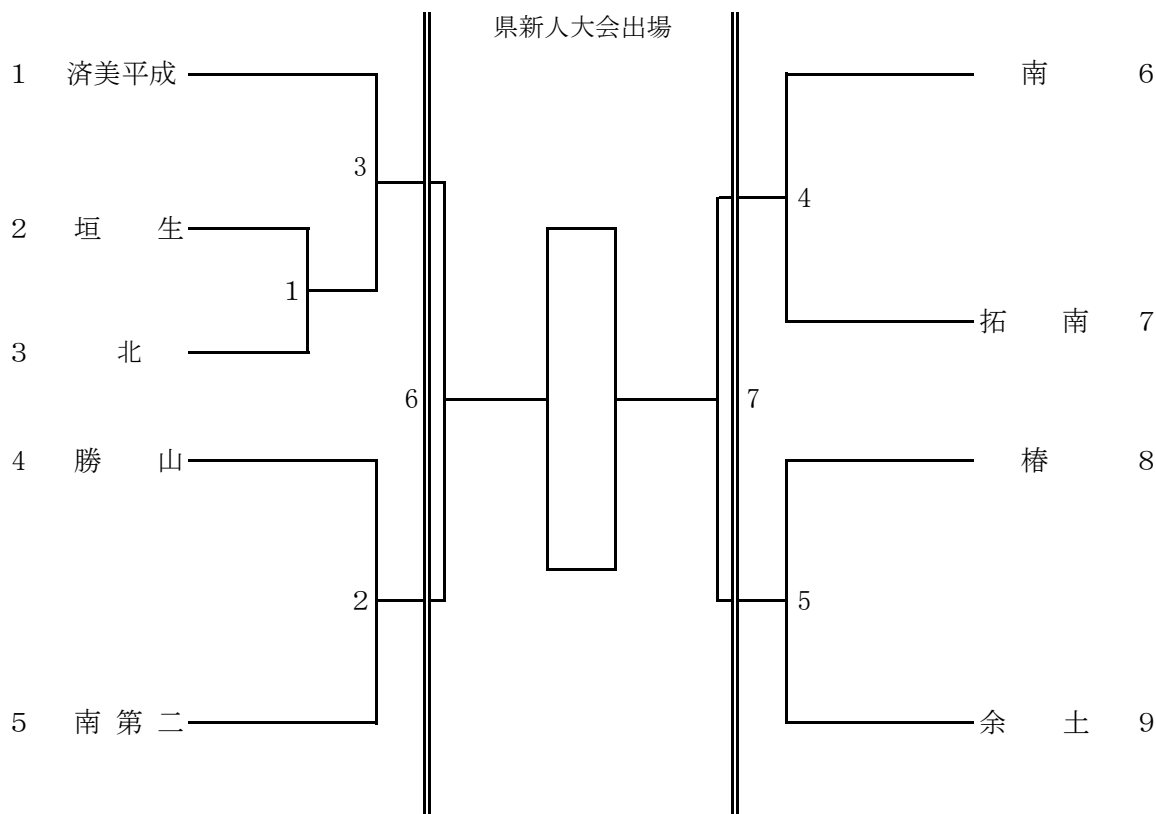 県新人大会出場
1 済美平成
3
2 垣 生
1
3 北
6
4 勝 山
2
5 南 第 二
南 6
4
拓 南 7
7
椿 8
5
余 土 9